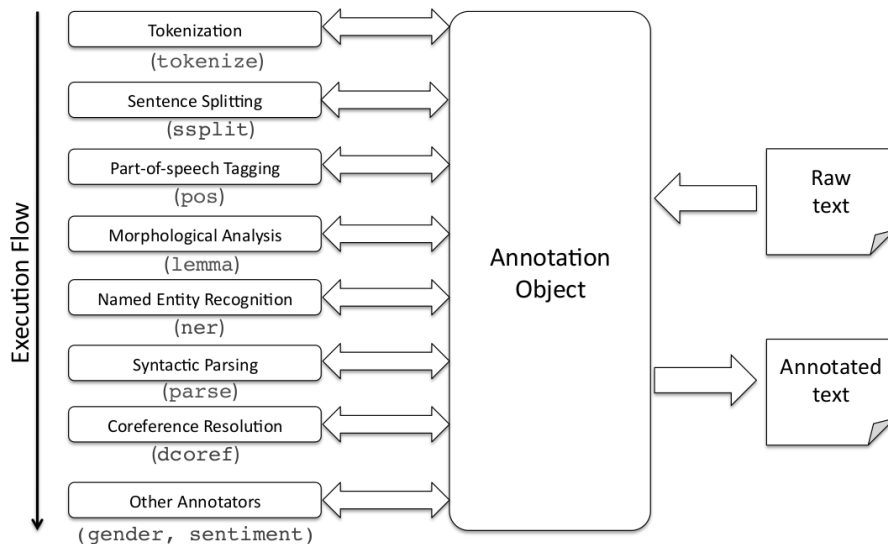 Execution Flow
Tokenization
(tokenize)
Sentence Splitting
(ssplit)
Part-of-speech Tagging
(pos)
Morphological Analysis
(lemma)
Named Entity Recognition
(ner)
Syntactic Parsing
(parse)
Coreference Resolution
(dcoref)
Other Annotators
(gender, sentiment)
Annotation
Object
Raw
text
Annotated
text